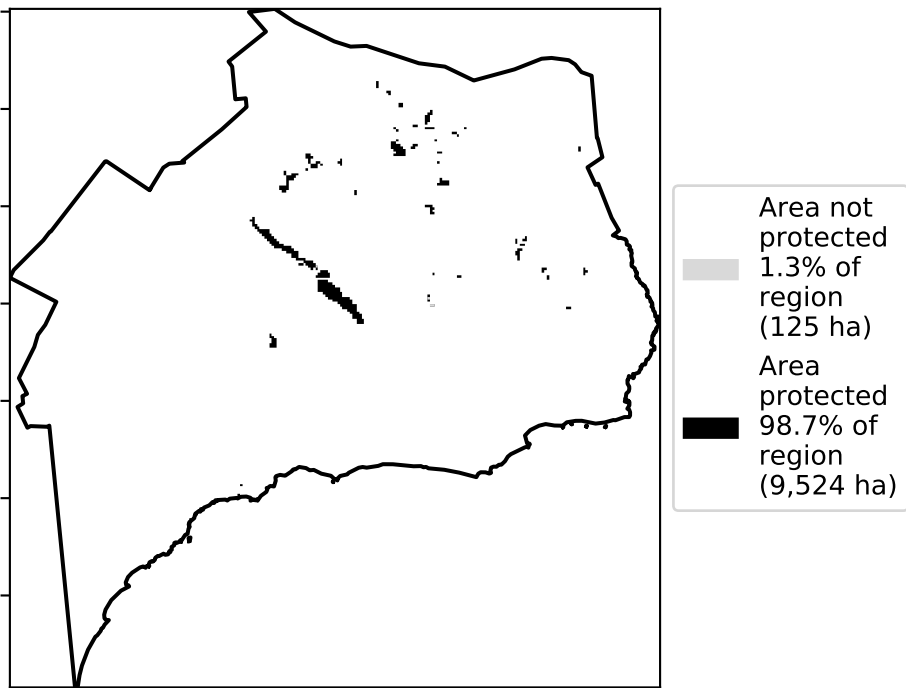 Area not
protected
1.3% of
region
(125 ha)
Area
protected
98.7% of
region
(9,524 ha)